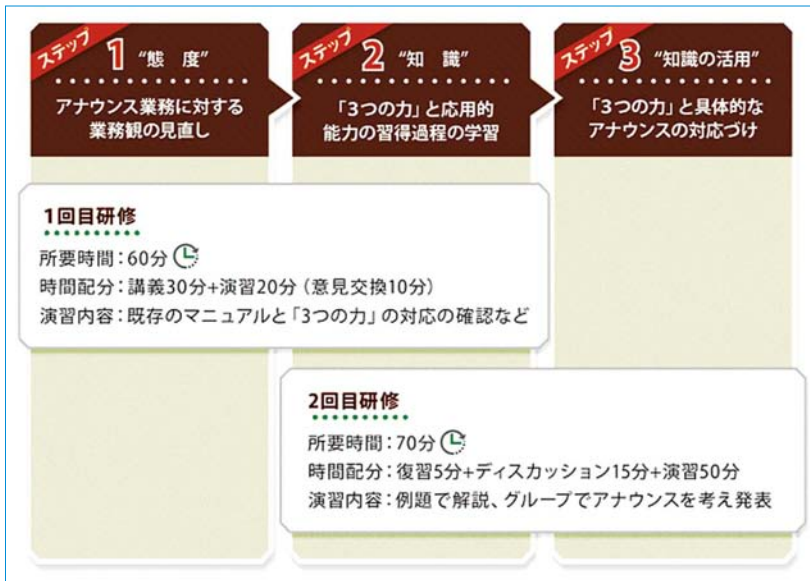 ステップ 1 “態　度”
アナウンス業務に対する
業務観の見直し
ステップ 2 “知　識”
「3つの力」と応用的
能力の習得過程の学習
ステップ 3 “知識の活用”
「3つの力」と具体的な
アナウンスの対応づけ
1回目研修
所要時間：60分
時間配分：講義30分+演習20分（意見交換10分）
演習内容：既存のマニュアルと「3つの力」の対応の確認など
2回目研修
所要時間：70分
時間配分：復習5分+ディスカッション15分+演習50分
演習内容：例題で解説、グループでアナウンスを考え発表